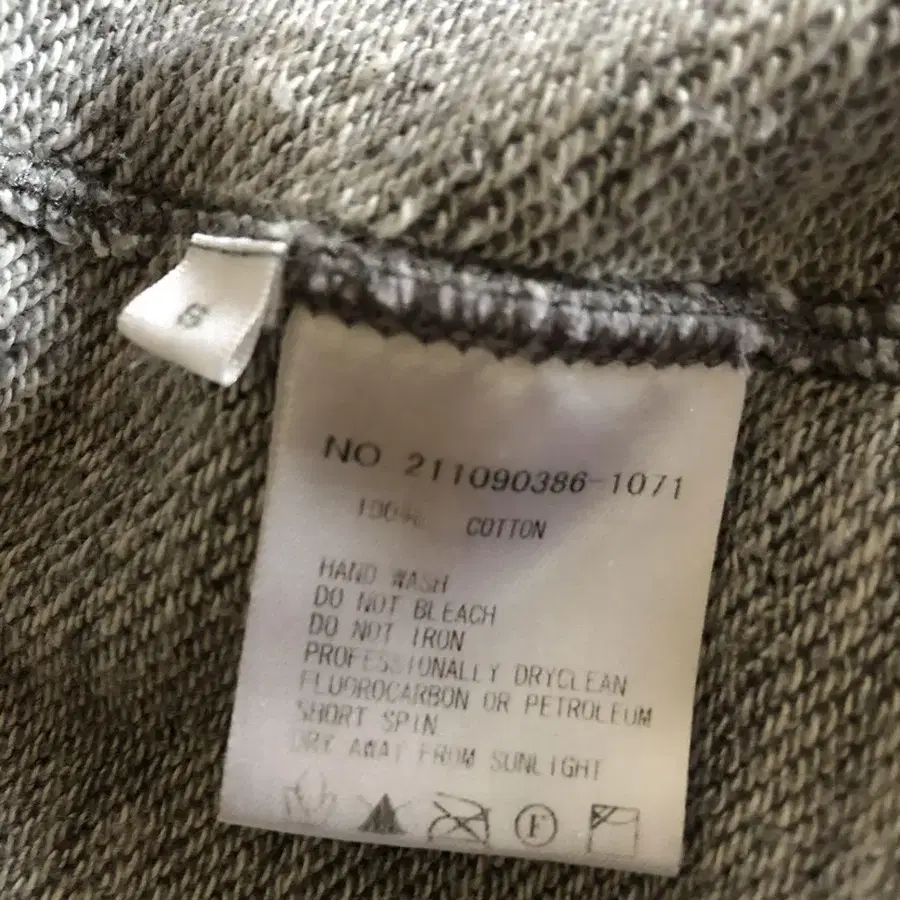 6
NO 211090386-1071
100% COTTON
HAND WASH
DO NOT BLEACH
DO NOT IRON
PROFESSIONALLY DRYCLEAN
FLUOROCARBON OR PETROLEUM
SHORT SPIN
DRY AWAY FROM SUNLIGHT
F